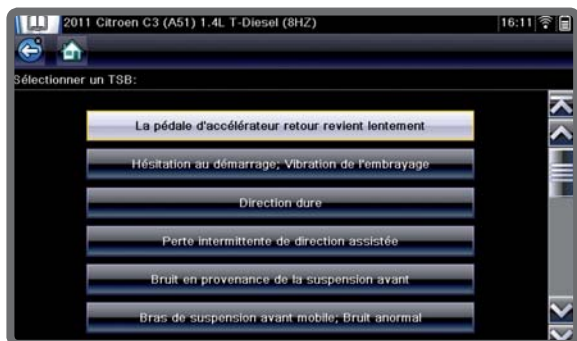 2011 Citroen C3 (A51) 1.4L T-Diesel (8HZ) 16:11
Sélectionner un TSB:
La pédale d'accélérateur retour revient lentement
Hésitation au démarrage; Vibration de l'embrayage
Direction dure
Perte intermittente de direction assistée
Bruit en provenance de la suspension avant
Bras de suspension avant mobile; Bruit anormal